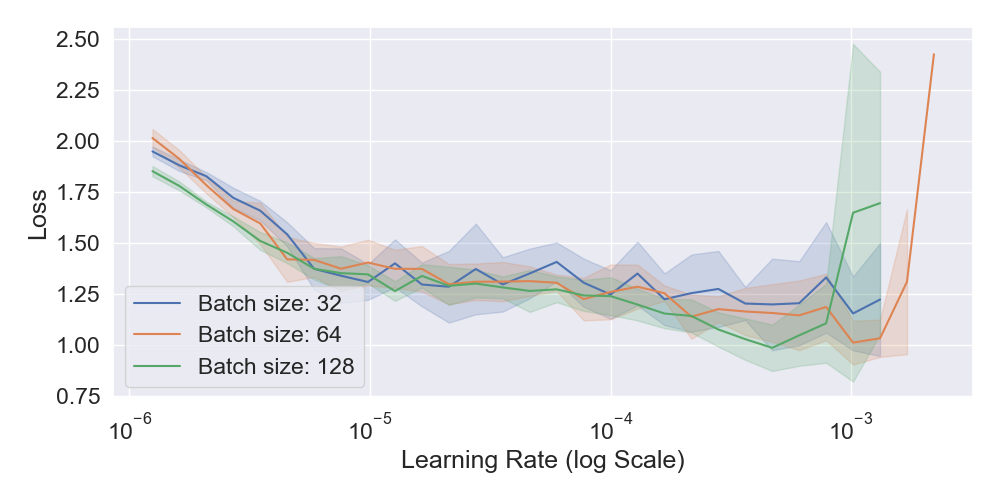 2.50
2.25
2.00
1.75
1.50
1.25
1.00
0.75
Loss
Batch size: 32
Batch size: 64
Batch size: 128
10⁻⁶
10⁻⁵
10⁻⁴
10⁻³
Learning Rate (log Scale)